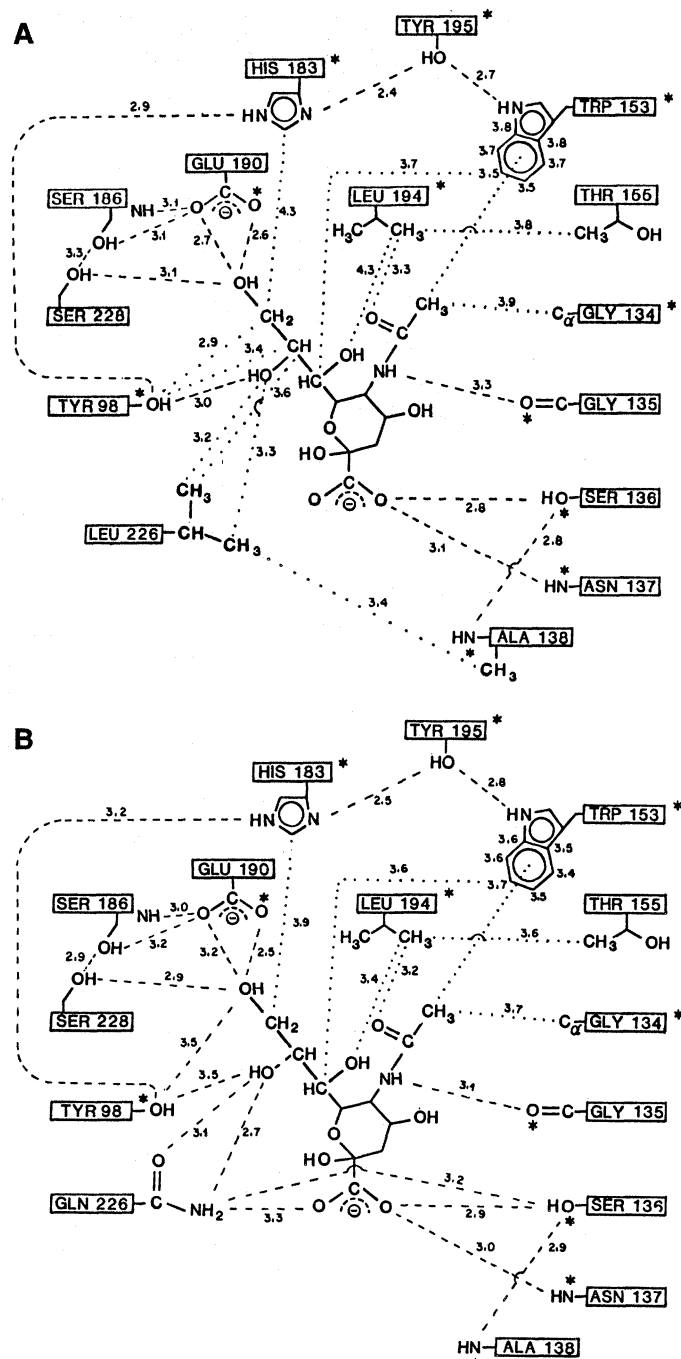 A
TYR 195 *
HO
HIS 183 *
2.7
2.4
2.9
HN N
HN TRP 153 *
3.8
3.8
3.7
3.7
3.5
3.5
GLU 190
3.7
C O *
⊖
O
SER 186
NH 3.1
LEU 194 *
THR 155
4.3
2.6
2.7
H₃C CH₃ 3.8 CH₃ OH
OH 3.1
3.3
OH 3.1 OH
4.3 3.3
SER 228
CH₂
CH₃ 3.9 Cα GLY 134 *
O C
2.9
3.4 CH OH
HO
3.6 HC NH
3.3
TYR 98 * OH 3.0
O OH
O=C GLY 135
*
3.2
3.3
HO
CH₃
C
O ⊖ O 2.8 HO SER 136
*
LEU 226 CH
CH₃
3.1
2.8
*
HN ASN 137
3.4
HN ALA 138
*
CH₃
B
TYR 195 *
HO
HIS 183 *
2.8
2.5
3.2
HN N
HN TRP 153 *
3.6
3.5
3.6
3.4
3.7
3.5
GLU 190
3.6
C O *
⊖
O
SER 186
NH 3.0
LEU 194 *
THR 155
3.9
2.5
3.2
H₃C CH₃ 3.6 CH₃ OH
OH 3.2
2.9
OH 2.9 OH
3.4 3.2
SER 228
CH₂
CH₃ 3.7 Cα GLY 134 *
O C
3.5
CH OH
3.5 HO
HC NH
3.1
TYR 98 * OH
O OH
O=C GLY 135
*
3.1
2.7
O
HO
3.2
GLN 226 C NH₂ 3.3 O C O 2.9 HO SER 136
⊖
*
3.0
2.9
*
HN ASN 137
HN ALA 138